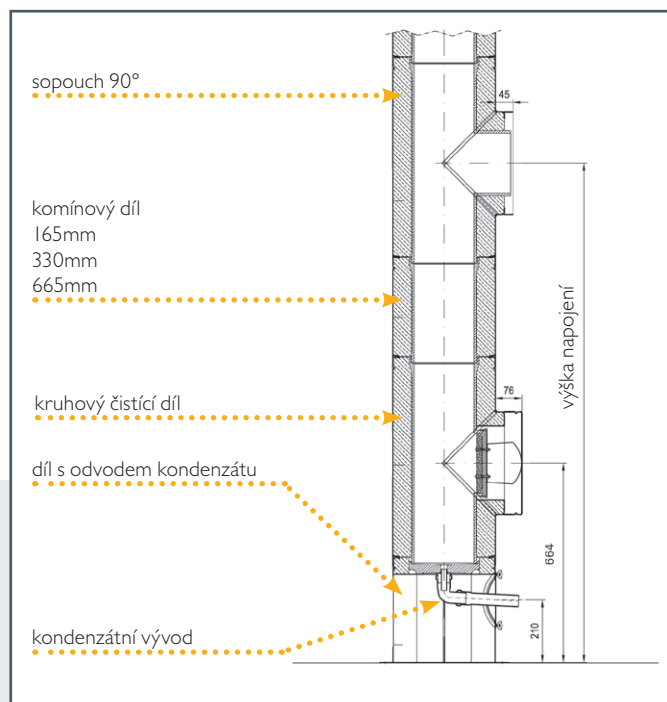 sopouch 90°
45
komínový díl
165mm
330mm
665mm
výška napojení
76
kruhový čistící díl
díl s odvodem kondenzátu
664
kondenzátní vývod
210